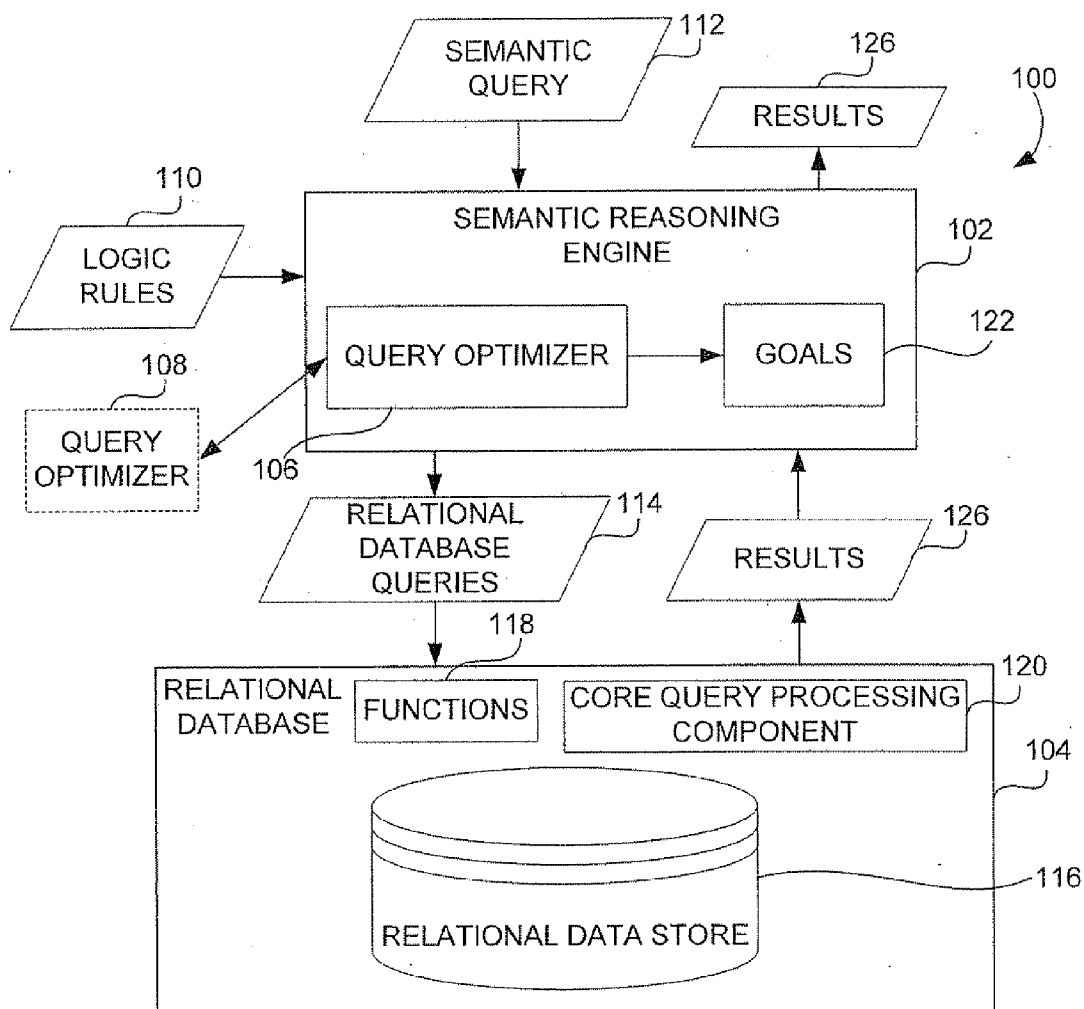 SEMANTIC
QUERY
112
126
RESULTS
100
110
LOGIC
RULES
SEMANTIC REASONING
ENGINE
102
QUERY OPTIMIZER
GOALS
122
108
QUERY
OPTIMIZER
106
RELATIONAL
DATABASE
QUERIES
114
RESULTS
126
118
RELATIONAL
DATABASE
FUNCTIONS
CORE QUERY PROCESSING
COMPONENT
120
104
116
RELATIONAL DATA STORE